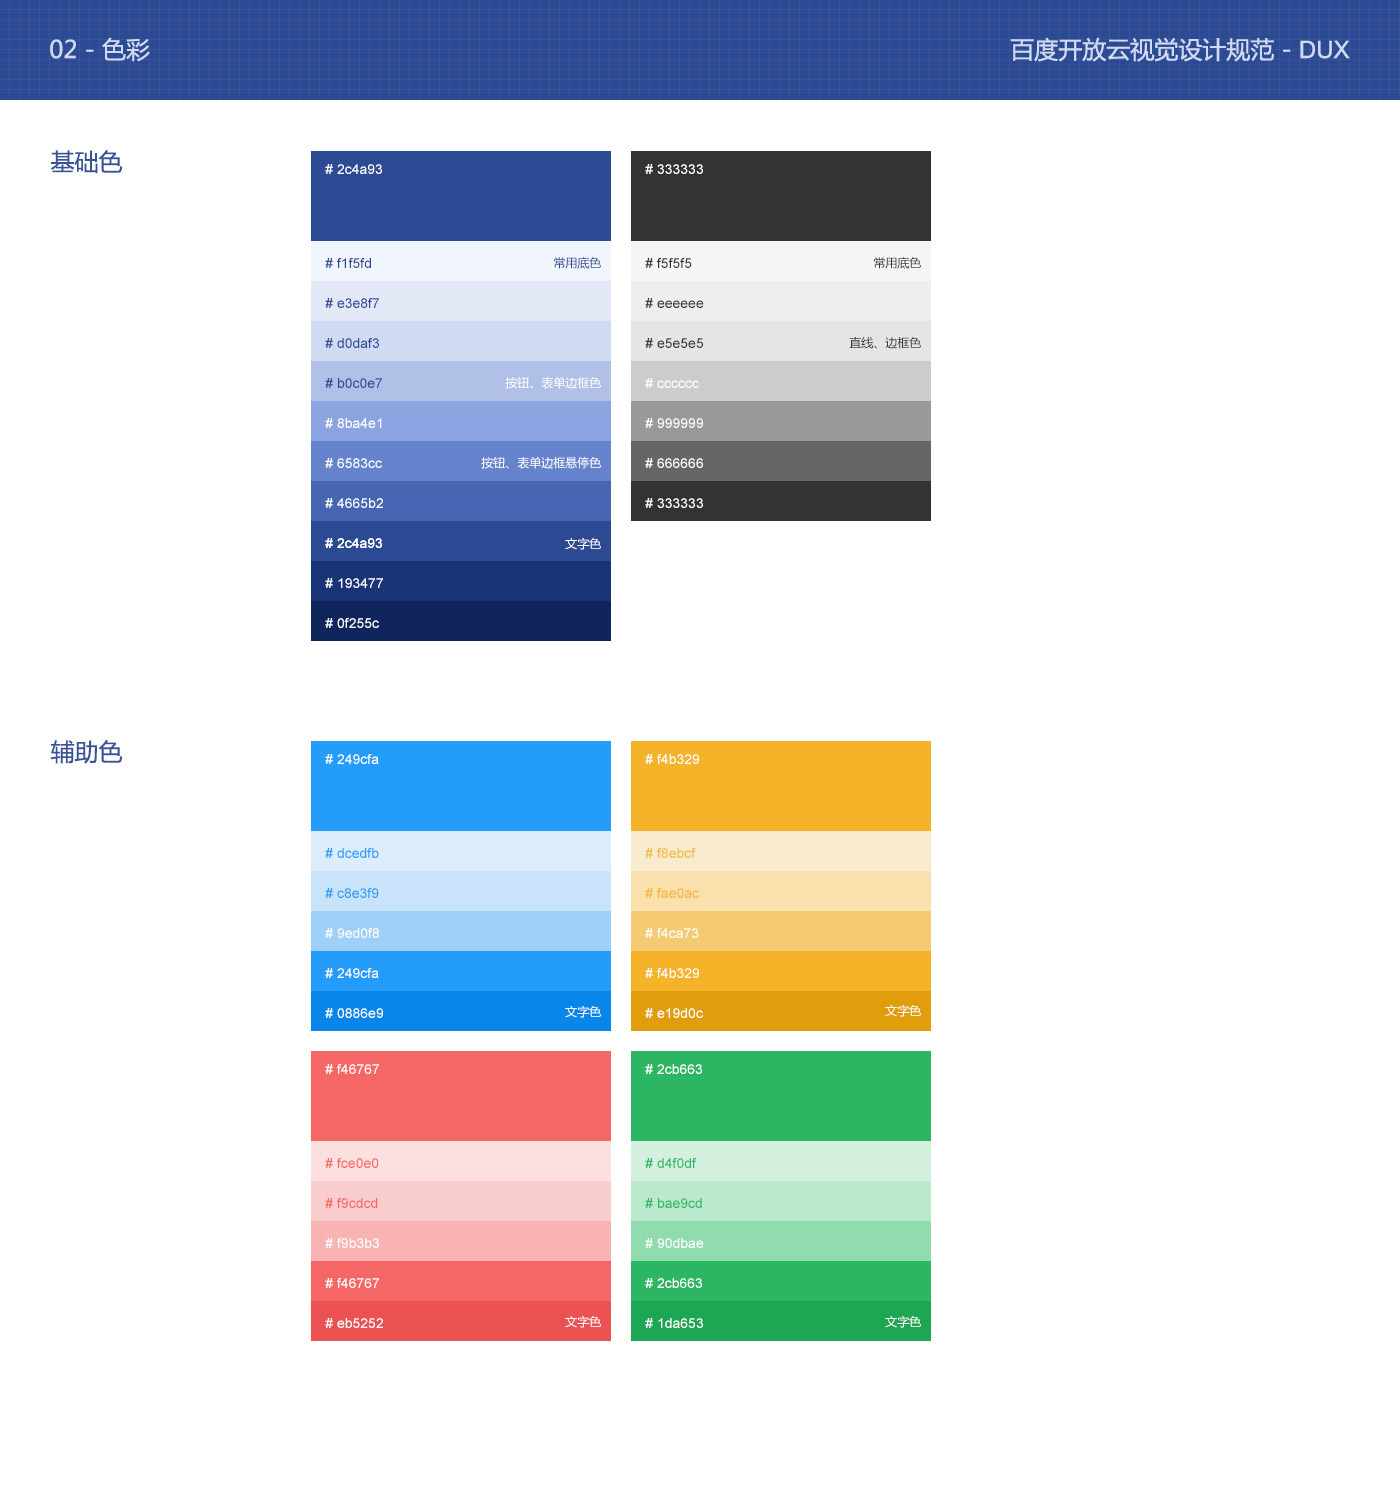 02 - 色彩
百度开放云视觉设计规范 - DUX
基础色
# 2c4a93
# f1f5fd 常用底色
# e3e8f7
# d0daf3
# b0c0e7 按钮、表单边框色
# 8ba4e1
# 6583cc 按钮、表单边框悬停色
# 4665b2
# 2c4a93 文字色
# 193477
# 0f255c
# 333333
# f5f5f5 常用底色
# eeeeee
# e5e5e5 直线、边框色
# cccccc
# 999999
# 666666
# 333333
辅助色
# 249cfa
# dcedfb
# c8e3f9
# 9ed0f8
# 249cfa
# 0886e9 文字色
# f4b329
# f8ebcf
# fae0ac
# f4ca73
# f4b329
# e19d0c 文字色
# f46767
# fce0e0
# f9cdcd
# f9b3b3
# f46767
# eb5252 文字色
# 2cb663
# d4f0df
# bae9cd
# 90dbae
# 2cb663
# 1da653 文字色